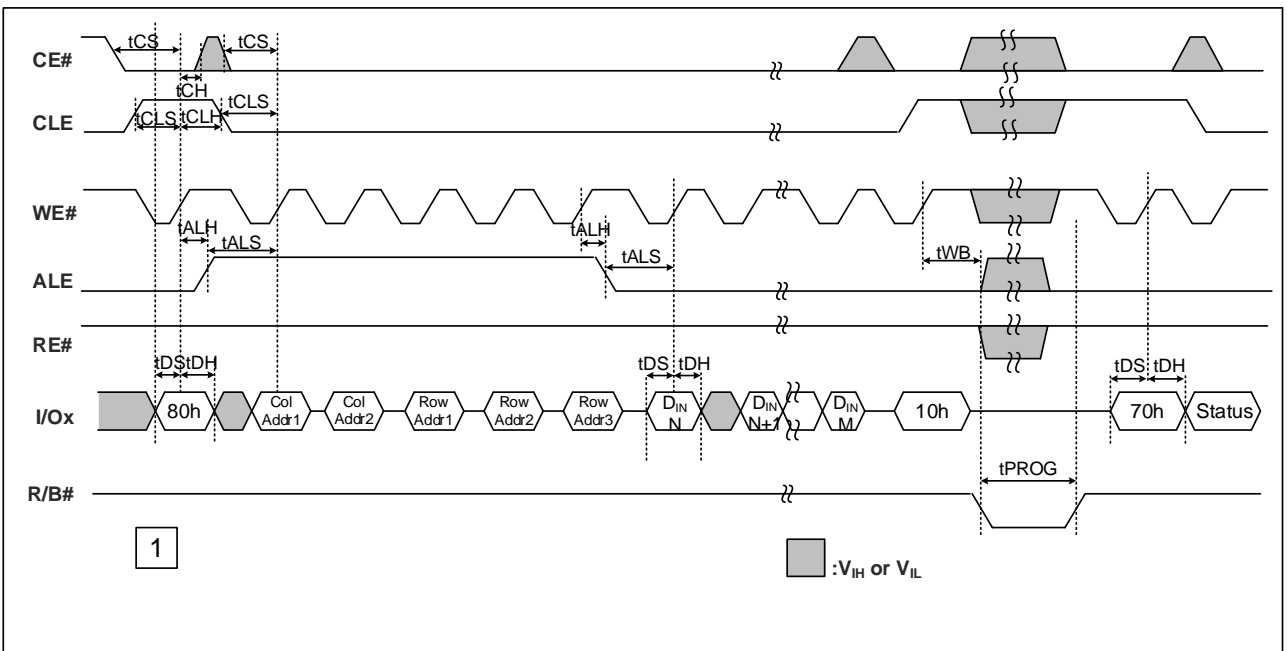 CE#
tCS
tCS
tCH
CLE
tCLS
tCLH
tCLS
WE#
tALH
tALS
tALH
tALS
tWB
ALE
RE#
tDS
tDH
tDS
tDH
tDS
tDH
I/Ox
80h
Col
Addr1
Col
Addr2
Row
Addr1
Row
Addr2
Row
Addr3
DIN
N
DIN
N+1
DIN
M
10h
70h
Status
tPROG
R/B#
1
:VIH or VIL